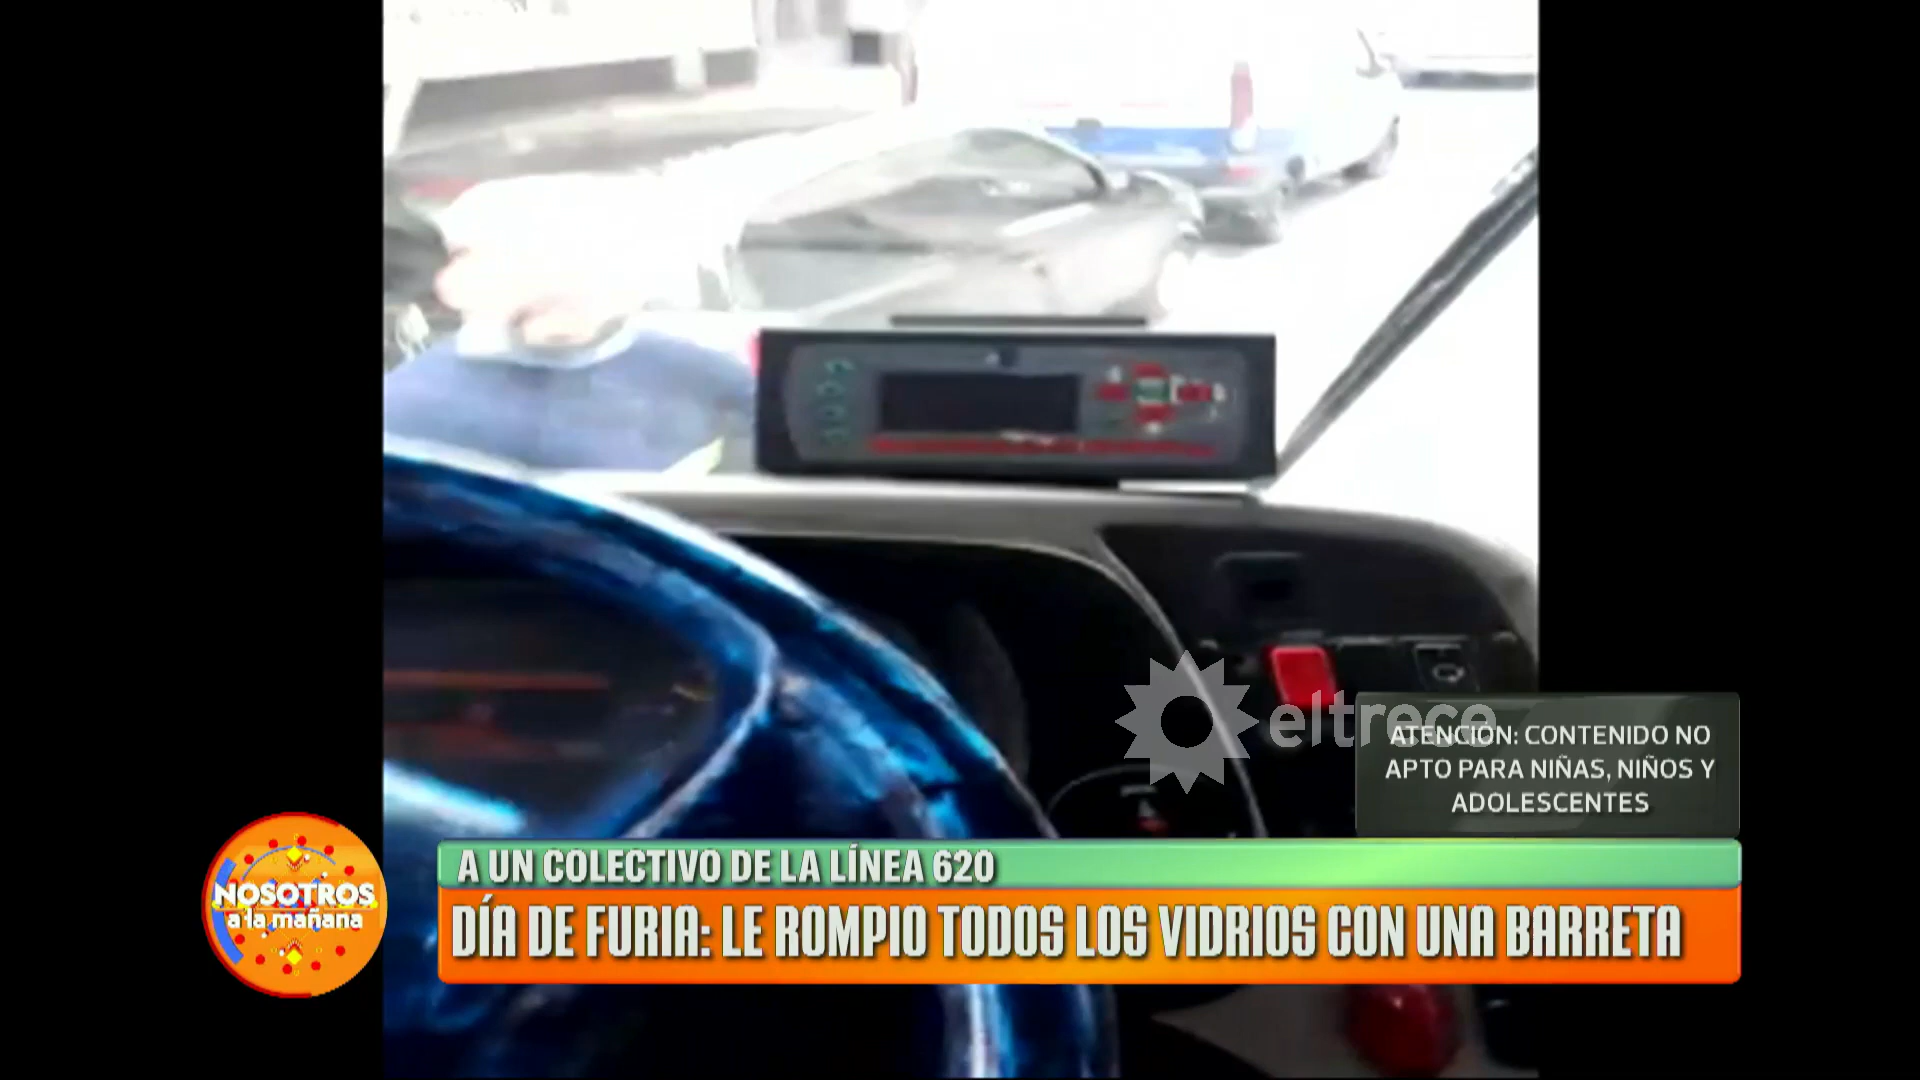 eltrece
ATENCIÓN: CONTENIDO NO
APTO PARA NIÑAS, NIÑOS Y
ADOLESCENTES
NOSOTROS
a la mañana
A UN COLECTIVO DE LA LÍNEA 620
DÍA DE FURIA: LE ROMPIO TODOS LOS VIDRIOS CON UNA BARRETA